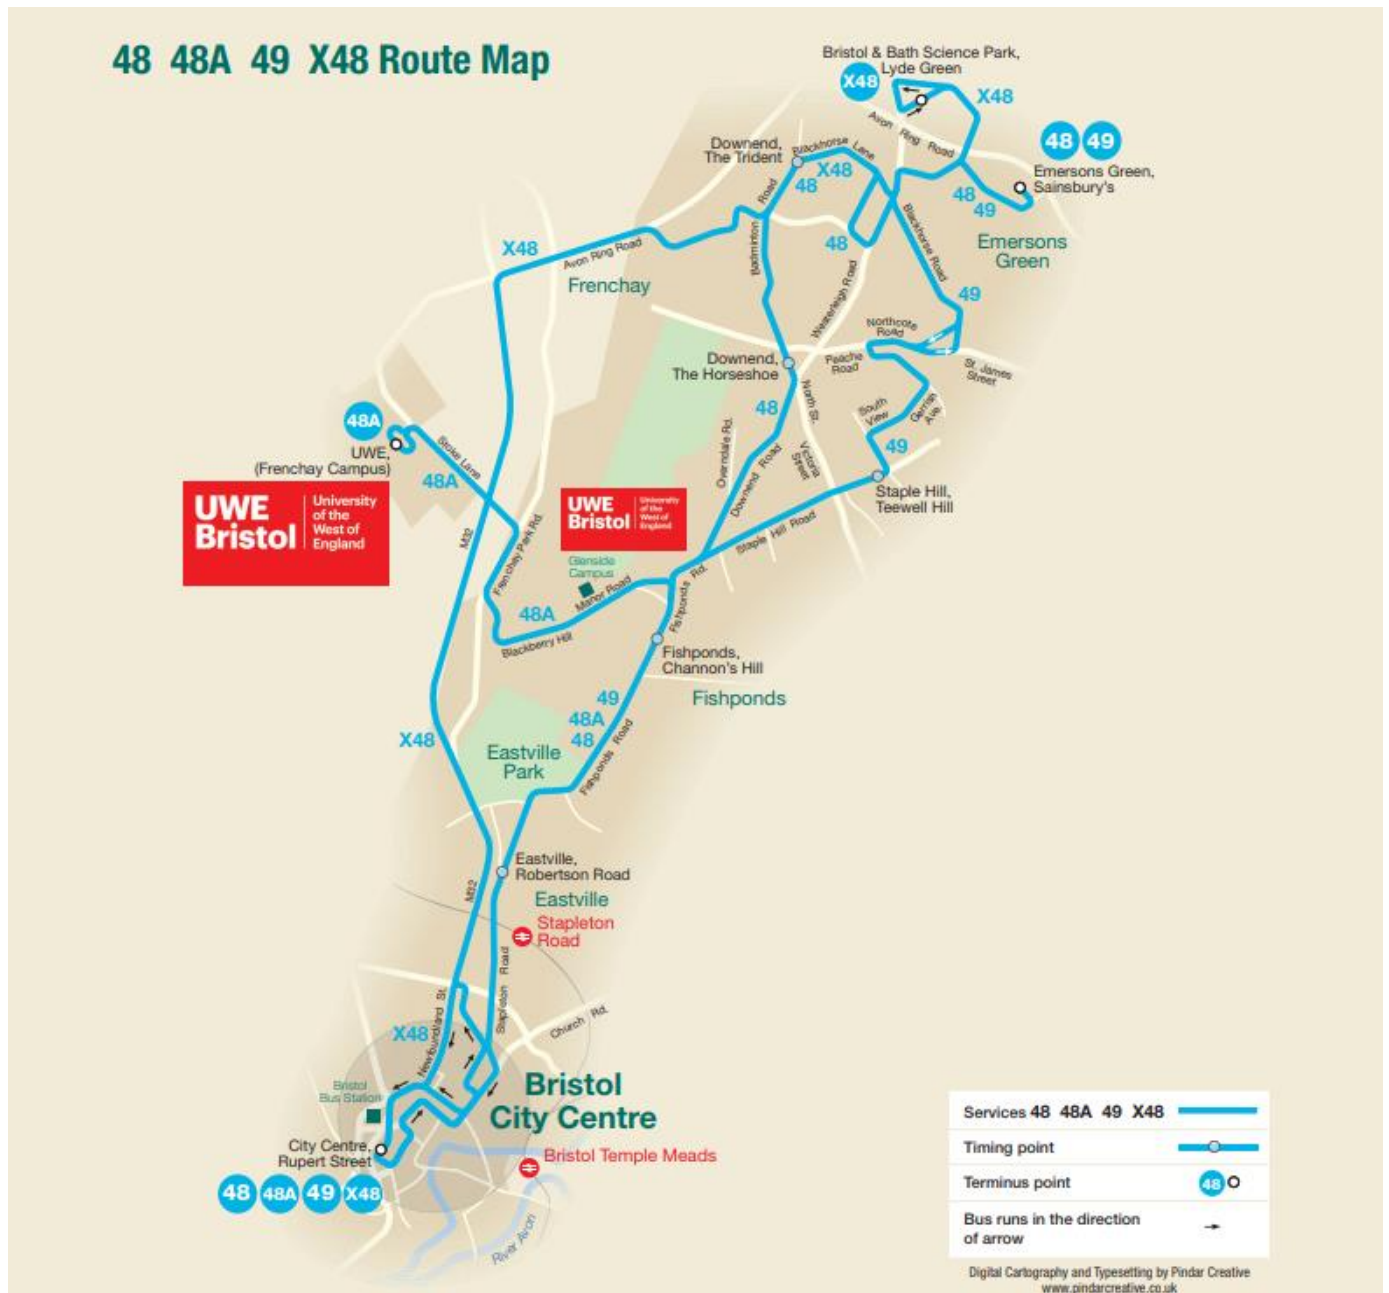 48 48A 49 X48 Route Map
Bristol & Bath Science Park,
Lyde Green
X48
X48
Avon Ring Road
48 49
Emersons Green,
Sainsbury's
Downend,
The Trident
Blackhorse Lane
X48
48
Road
48
49
Badminton
48
Blackhorse Road
Emersons
Green
X48
Avon Ring Road
Frenchay
Westerleigh Road
49
Northcote
Road
Downend,
The Horseshoe
Peache
Road
St. James
Street
North St.
48
South
View
Gerrish
Ave.
48A
UWE,
(Frenchay Campus)
Stoke Lane
48A
Overndale Rd.
Downend Road
Victoria
Street
49
Staple Hill,
Teewell Hill
UWE
Bristol
University
of the
West of
England
UWE
Bristol
University
of the
West of
England
M32
Frenchay Park Rd.
Staple Hill Road
Glenside
Campus
Manor Road
48A
Blackberry Hill
Fishponds Rd.
Fishponds,
Channon's Hill
49
48A
48
Fishponds
X48
Eastville
Park
Fishponds Road
Eastville,
Robertson Road
M32
Eastville
Stapleton
Road
Stapleton Road
Newfoundland St.
X48
Church Rd.
Bristol
Bus Station
Bristol
City Centre
City Centre,
Rupert Street
48 48A 49 X48
Bristol Temple Meads
River Avon
Services 48 48A 49 X48
Timing point
Terminus point
48
Bus runs in the direction
of arrow
Digital Cartography and Typesetting by Pindar Creative
www.pindarcreative.co.uk